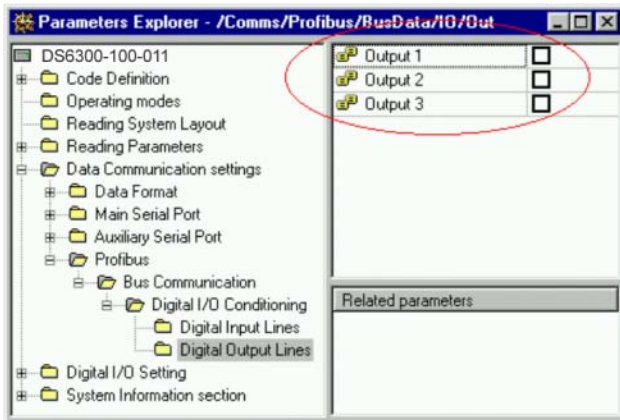 Parameters Explorer - /Comms/Profibus/BusData/IO/Out
DS6300-100-011
Code Definition
Operating modes
Reading System Layout
Reading Parameters
Data Communication settings
Data Format
Main Serial Port
Auxiliary Serial Port
Profibus
Bus Communication
Digital I/O Conditioning
Digital Input Lines
Digital Output Lines
Digital I/O Setting
System Information section
Output 1
Output 2
Output 3
Related parameters